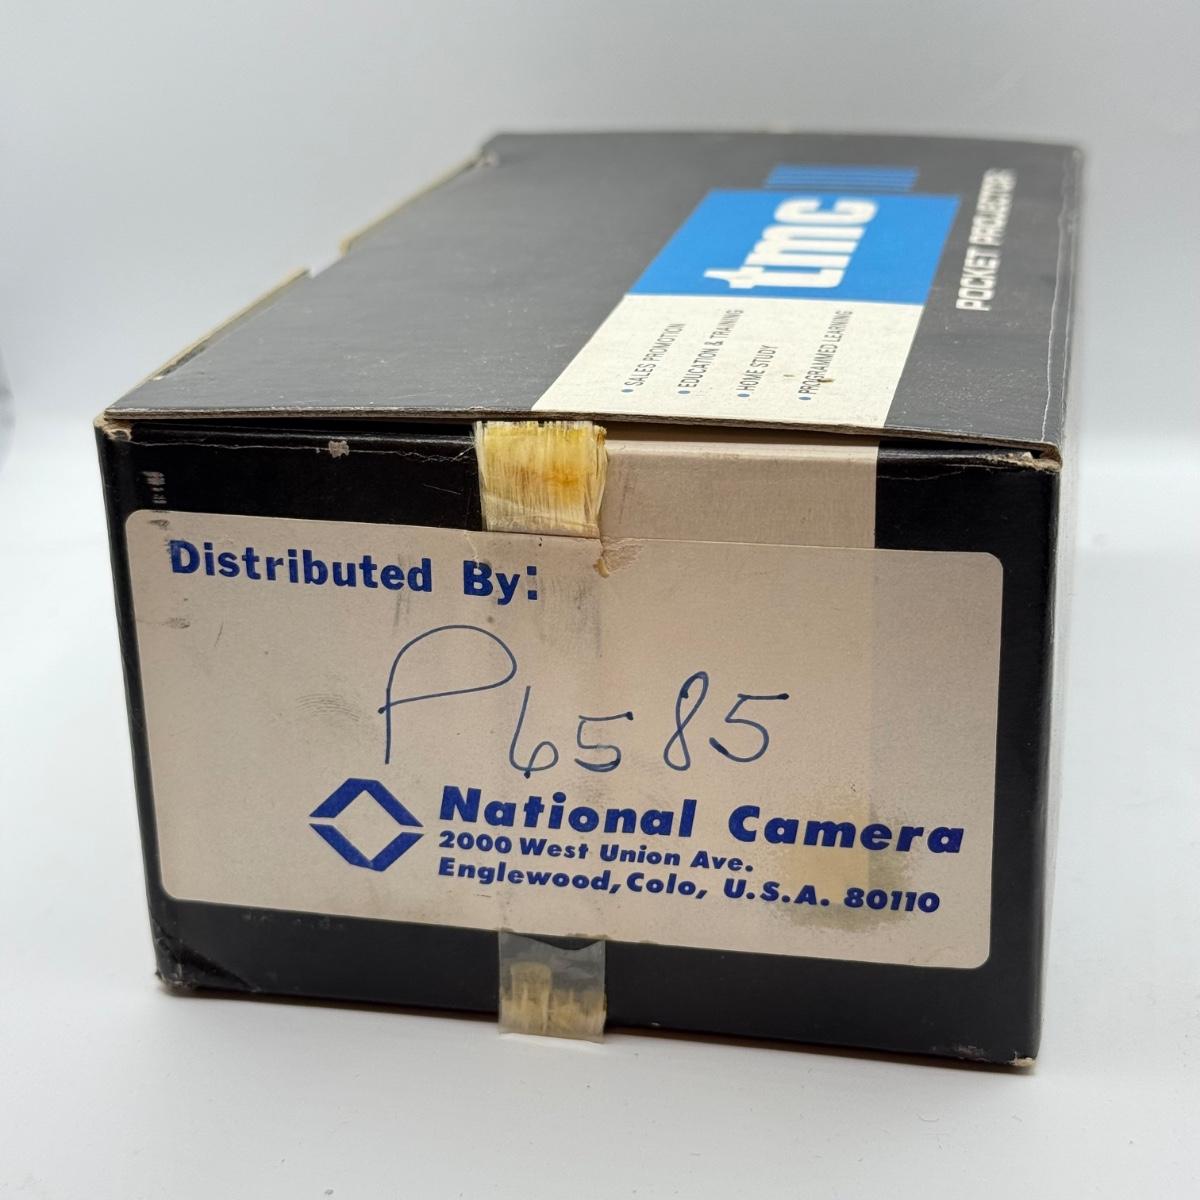 tmc
POCKET PROJECTOR
• SALES PROMOTION
• EDUCATION & TRAINING
• HOME STUDY
• PROGRAMMED LEARNING
Distributed By:
P6585
National Camera
2000 West Union Ave.
Englewood, Colo, U.S.A. 80110